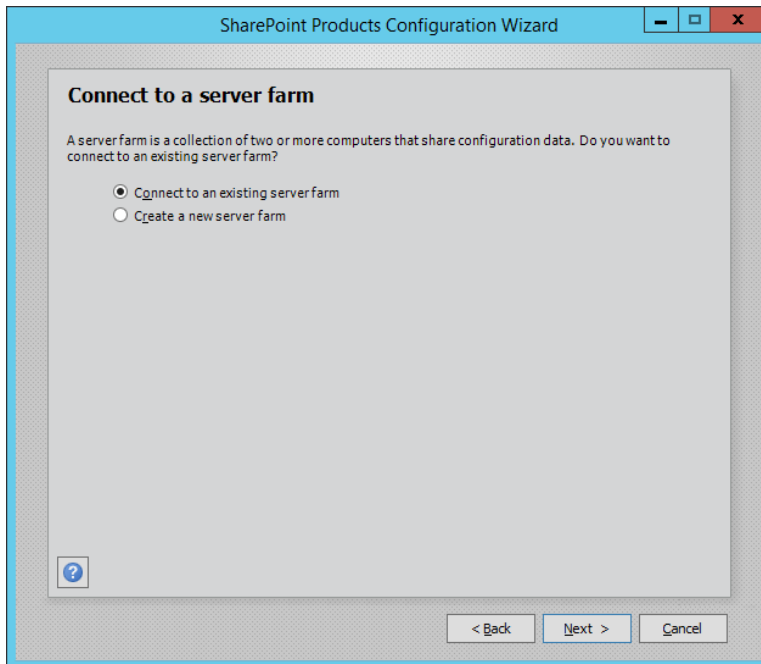 SharePoint Products Configuration Wizard
Connect to a server farm
A server farm is a collection of two or more computers that share configuration data. Do you want to
connect to an existing server farm?
Connect to an existing server farm
Create a new server farm
?
< Back
Next >
Cancel